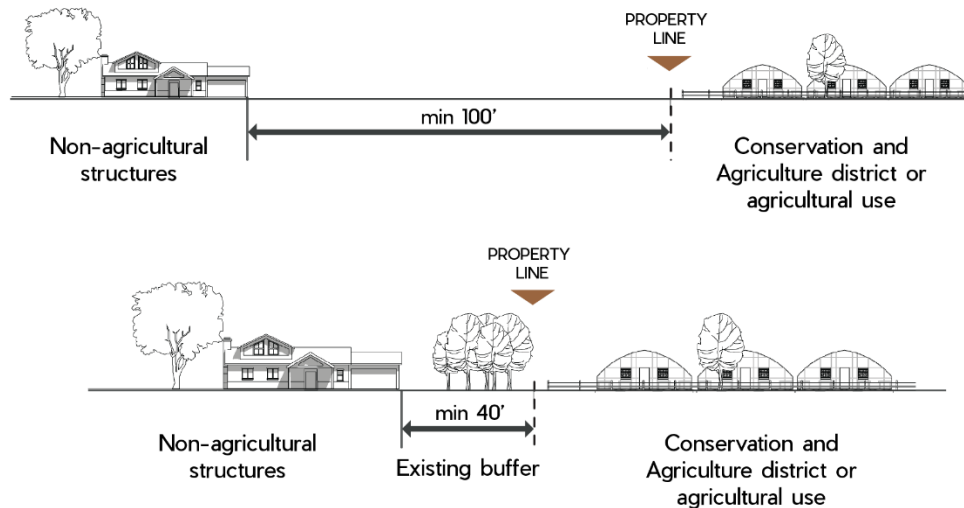 PROPERTY
LINE
min 100’
Non-agricultural
structures
Conservation and
Agriculture district or
agricultural use
PROPERTY
LINE
min 40’
Non-agricultural
structures
Existing buffer
Conservation and
Agriculture district or
agricultural use